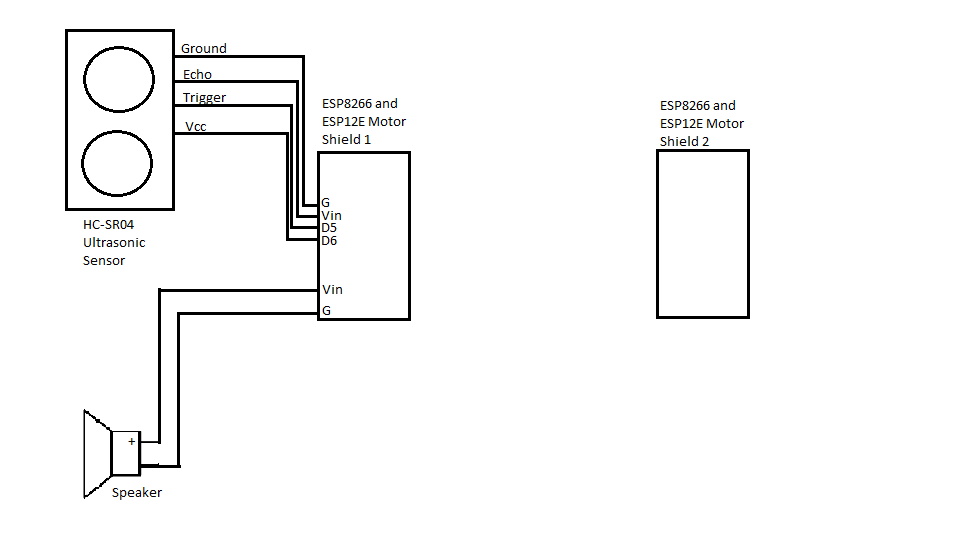 Ground
Echo
Trigger
Vcc
HC-SR04
Ultrasonic
Sensor
ESP8266 and
ESP12E Motor
Shield 1
G
Vin
D5
D6
Vin
G
+
Speaker
ESP8266 and
ESP12E Motor
Shield 2